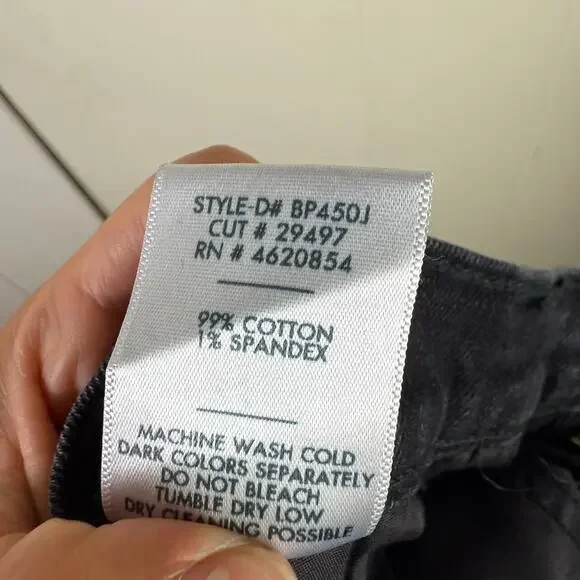 STYLE-D# BP450J
CUT # 29497
RN # 4620854
99% COTTON
1% SPANDEX
MACHINE WASH COLD
DARK COLORS SEPARATELY
DO NOT BLEACH
TUMBLE DRY LOW
DRY CLEANING POSSIBLE